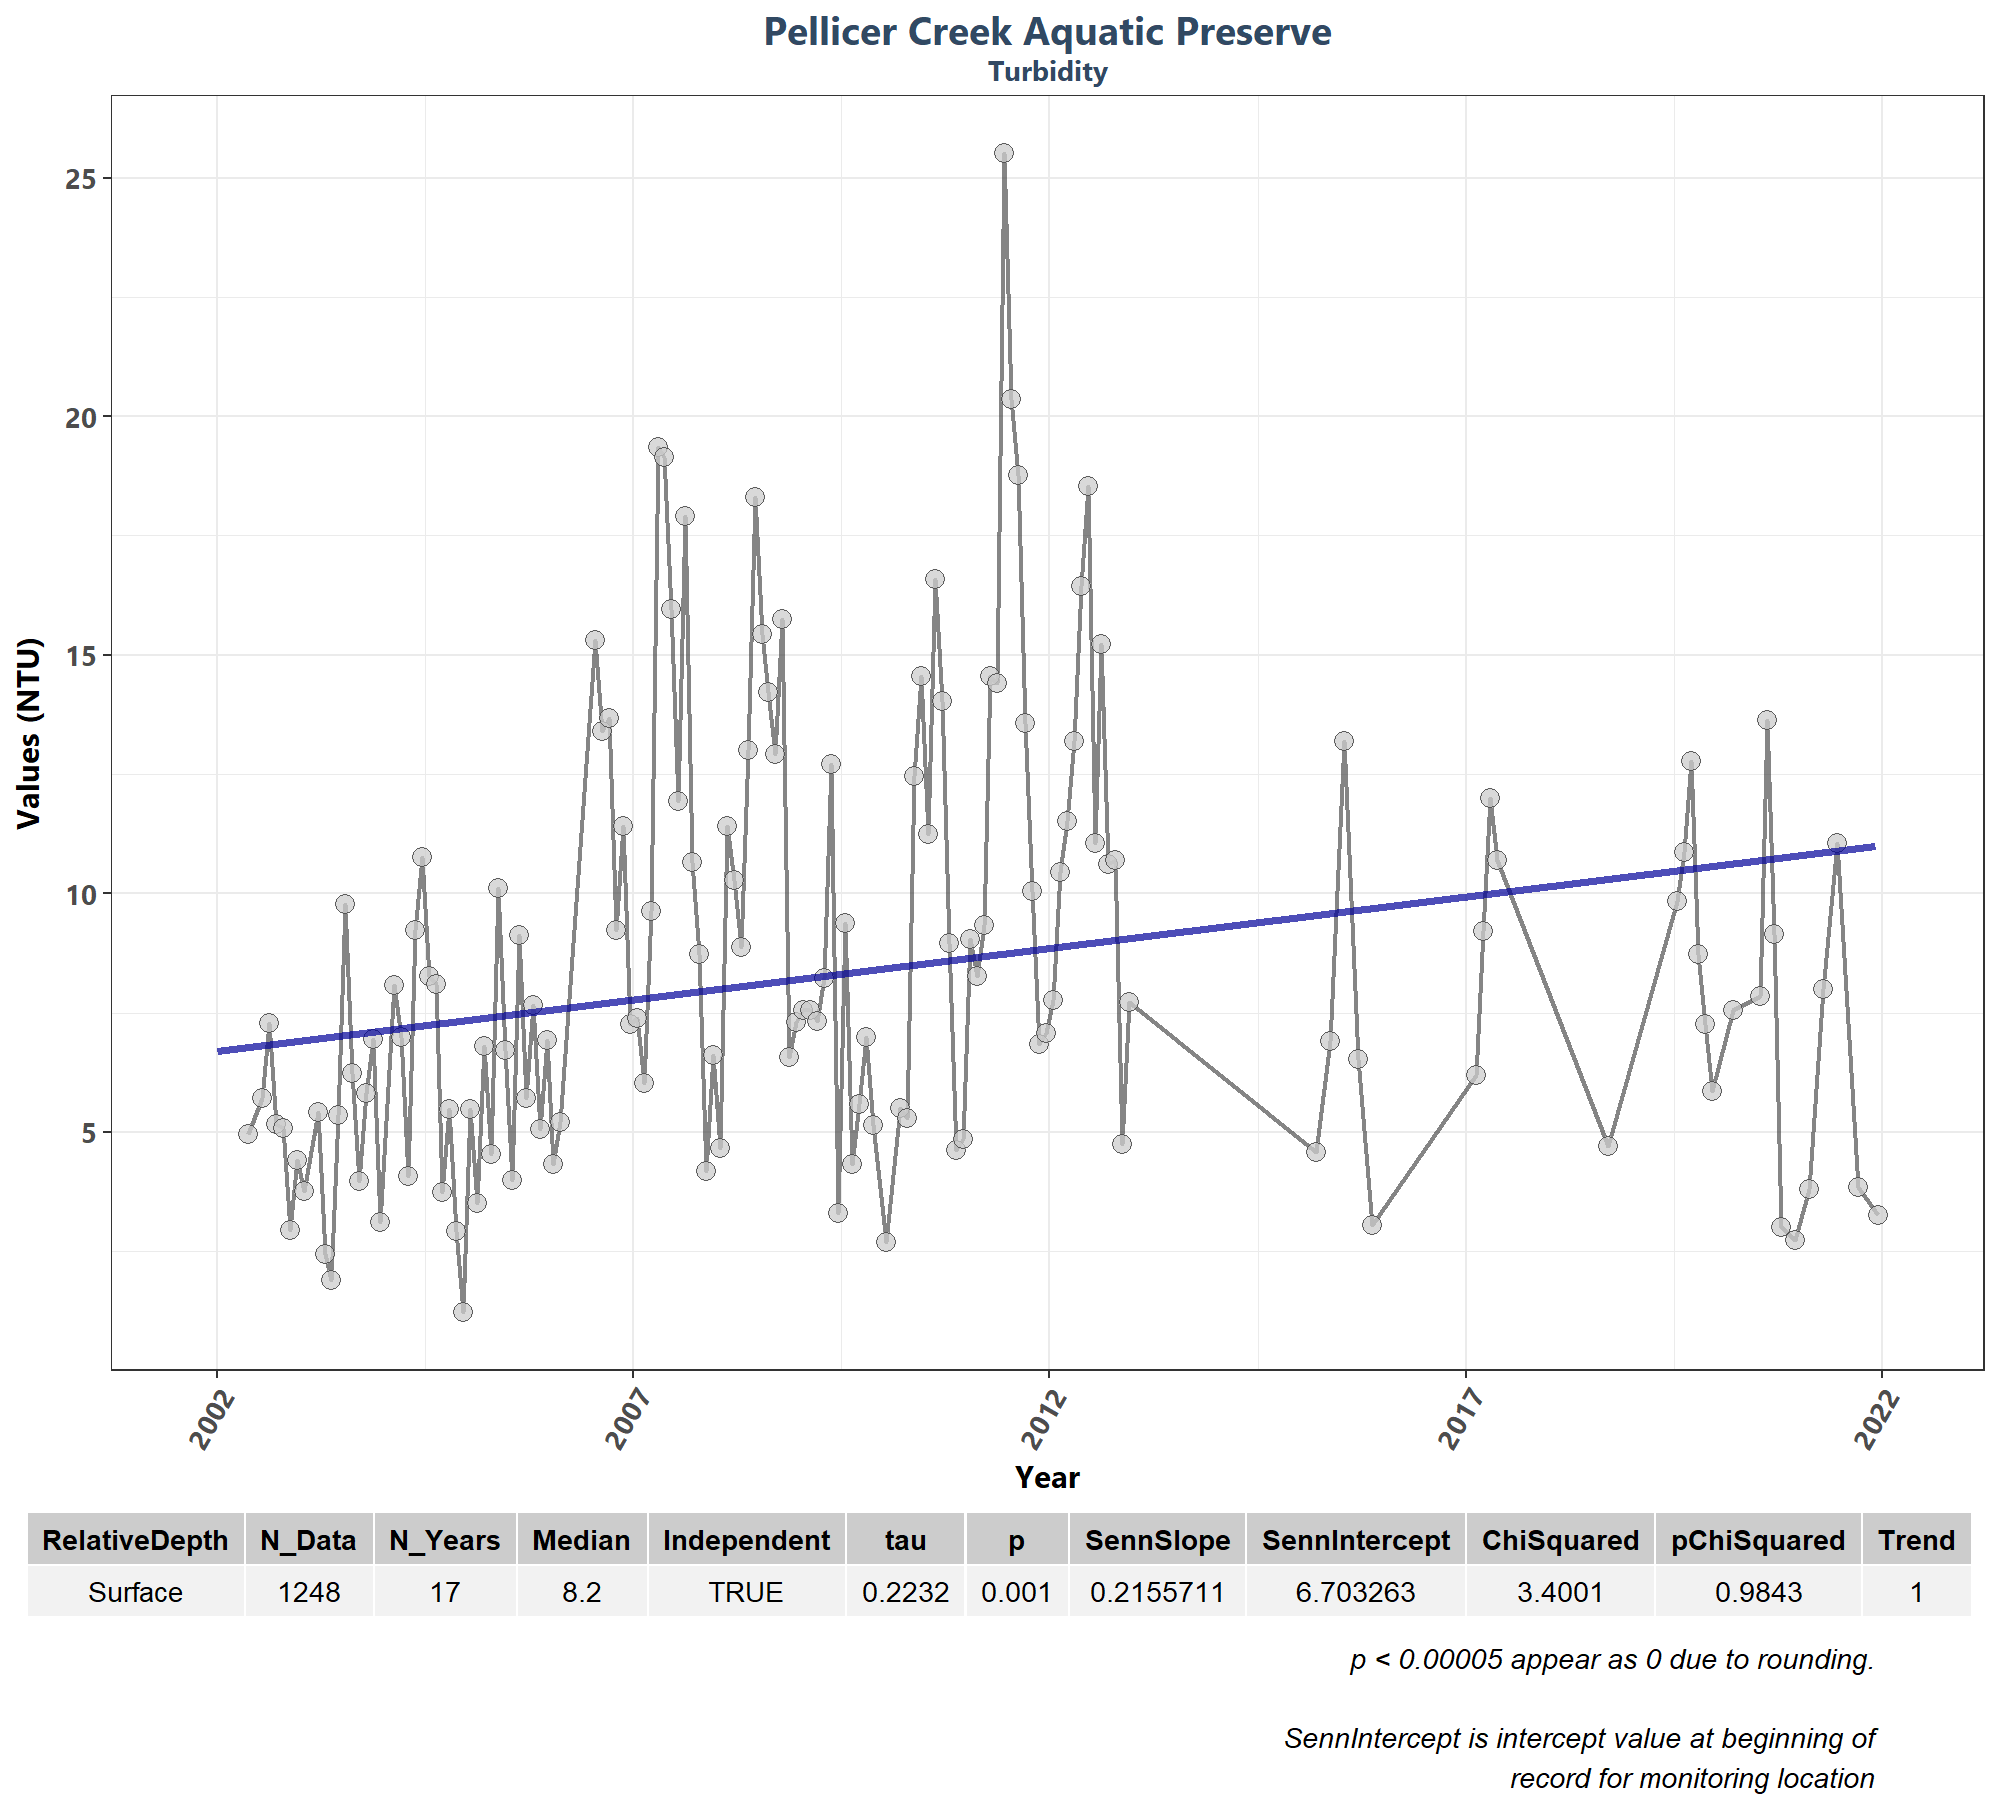 Pellicer Creek Aquatic Preserve
Turbidity
Values (NTU)
25
20
15
10
5
2002 2007 2012 2017 2022
Year
RelativeDepth N_Data N_Years Median Independent tau p SennSlope SennIntercept ChiSquared pChiSquared Trend
Surface 1248 17 8.2 TRUE 0.2232 0.001 0.2155711 6.703263 3.4001 0.9843 1
p < 0.00005 appear as 0 due to rounding.
SennIntercept is intercept value at beginning of
record for monitoring location